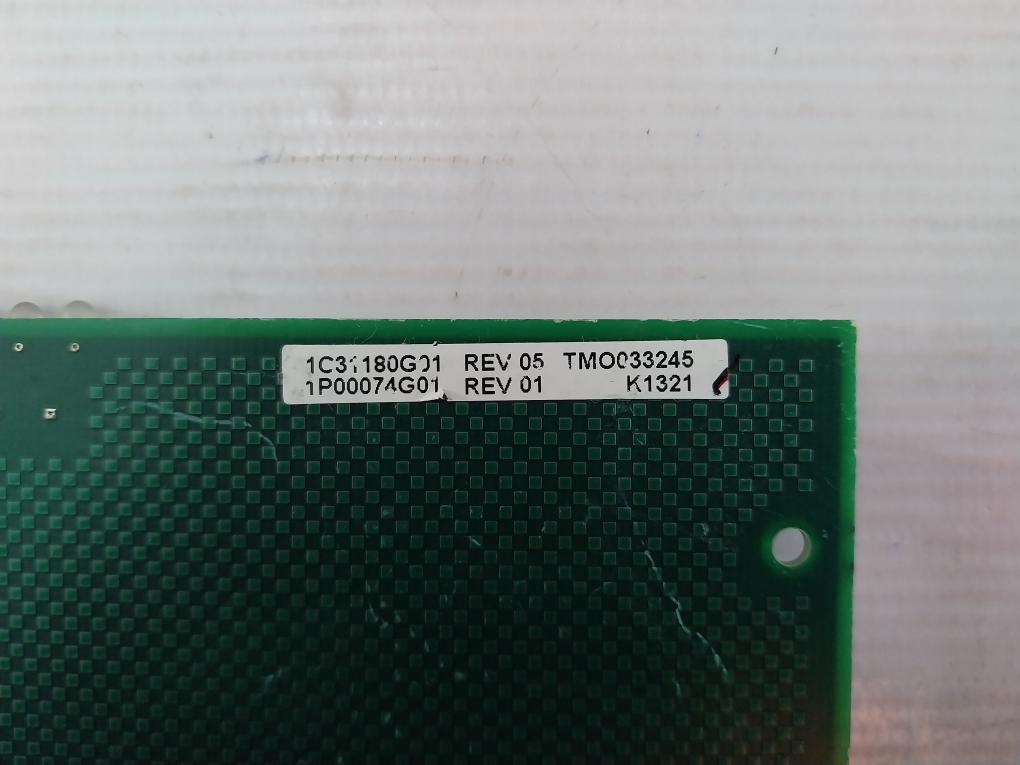 1C31180G01 REV 05 TMO033245
1P00074G01 REV 01 K1321